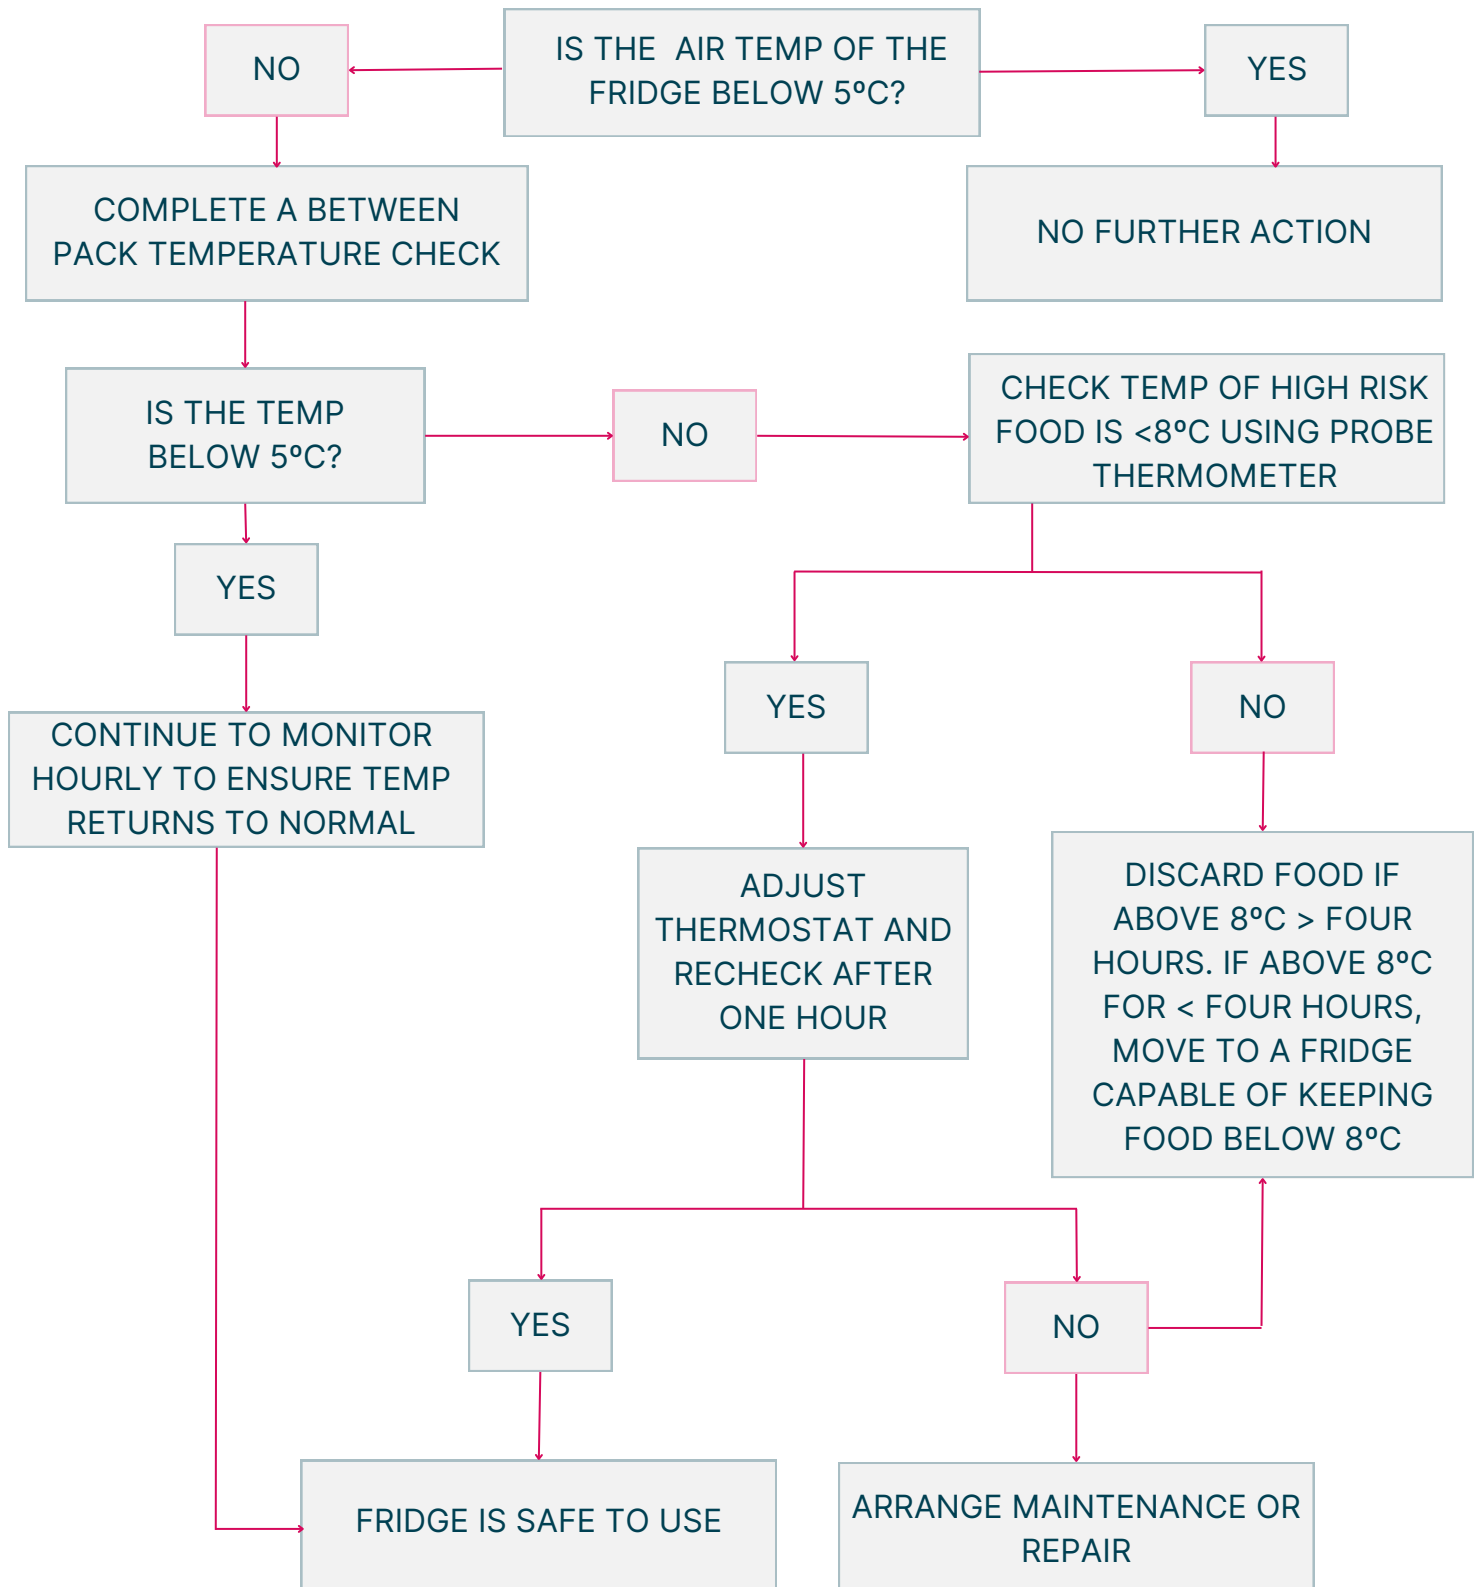 IS THE AIR TEMP OF THE
FRIDGE BELOW 5ºC?
NO
YES
COMPLETE A BETWEEN
PACK TEMPERATURE CHECK
NO FURTHER ACTION
IS THE TEMP
BELOW 5ºC?
NO
CHECK TEMP OF HIGH RISK
FOOD IS <8ºC USING PROBE
THERMOMETER
YES
CONTINUE TO MONITOR
HOURLY TO ENSURE TEMP
RETURNS TO NORMAL
YES
NO
ADJUST
THERMOSTAT AND
RECHECK AFTER
ONE HOUR
DISCARD FOOD IF
ABOVE 8ºC > FOUR
HOURS. IF ABOVE 8ºC
FOR < FOUR HOURS,
MOVE TO A FRIDGE
CAPABLE OF KEEPING
FOOD BELOW 8ºC
YES
NO
FRIDGE IS SAFE TO USE
ARRANGE MAINTENANCE OR
REPAIR